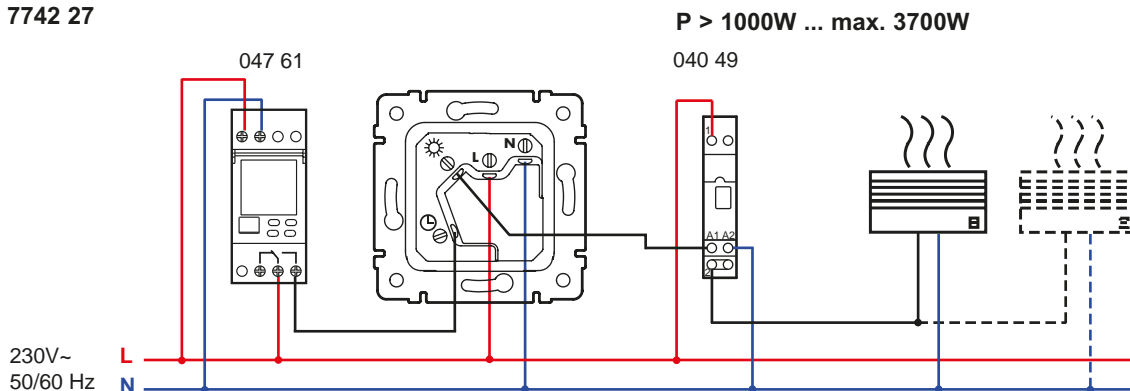 7742 27
P > 1000W ... max. 3700W
047 61
040 49
N
L
1
A1 A2
2
230V~ L
50/60 Hz N